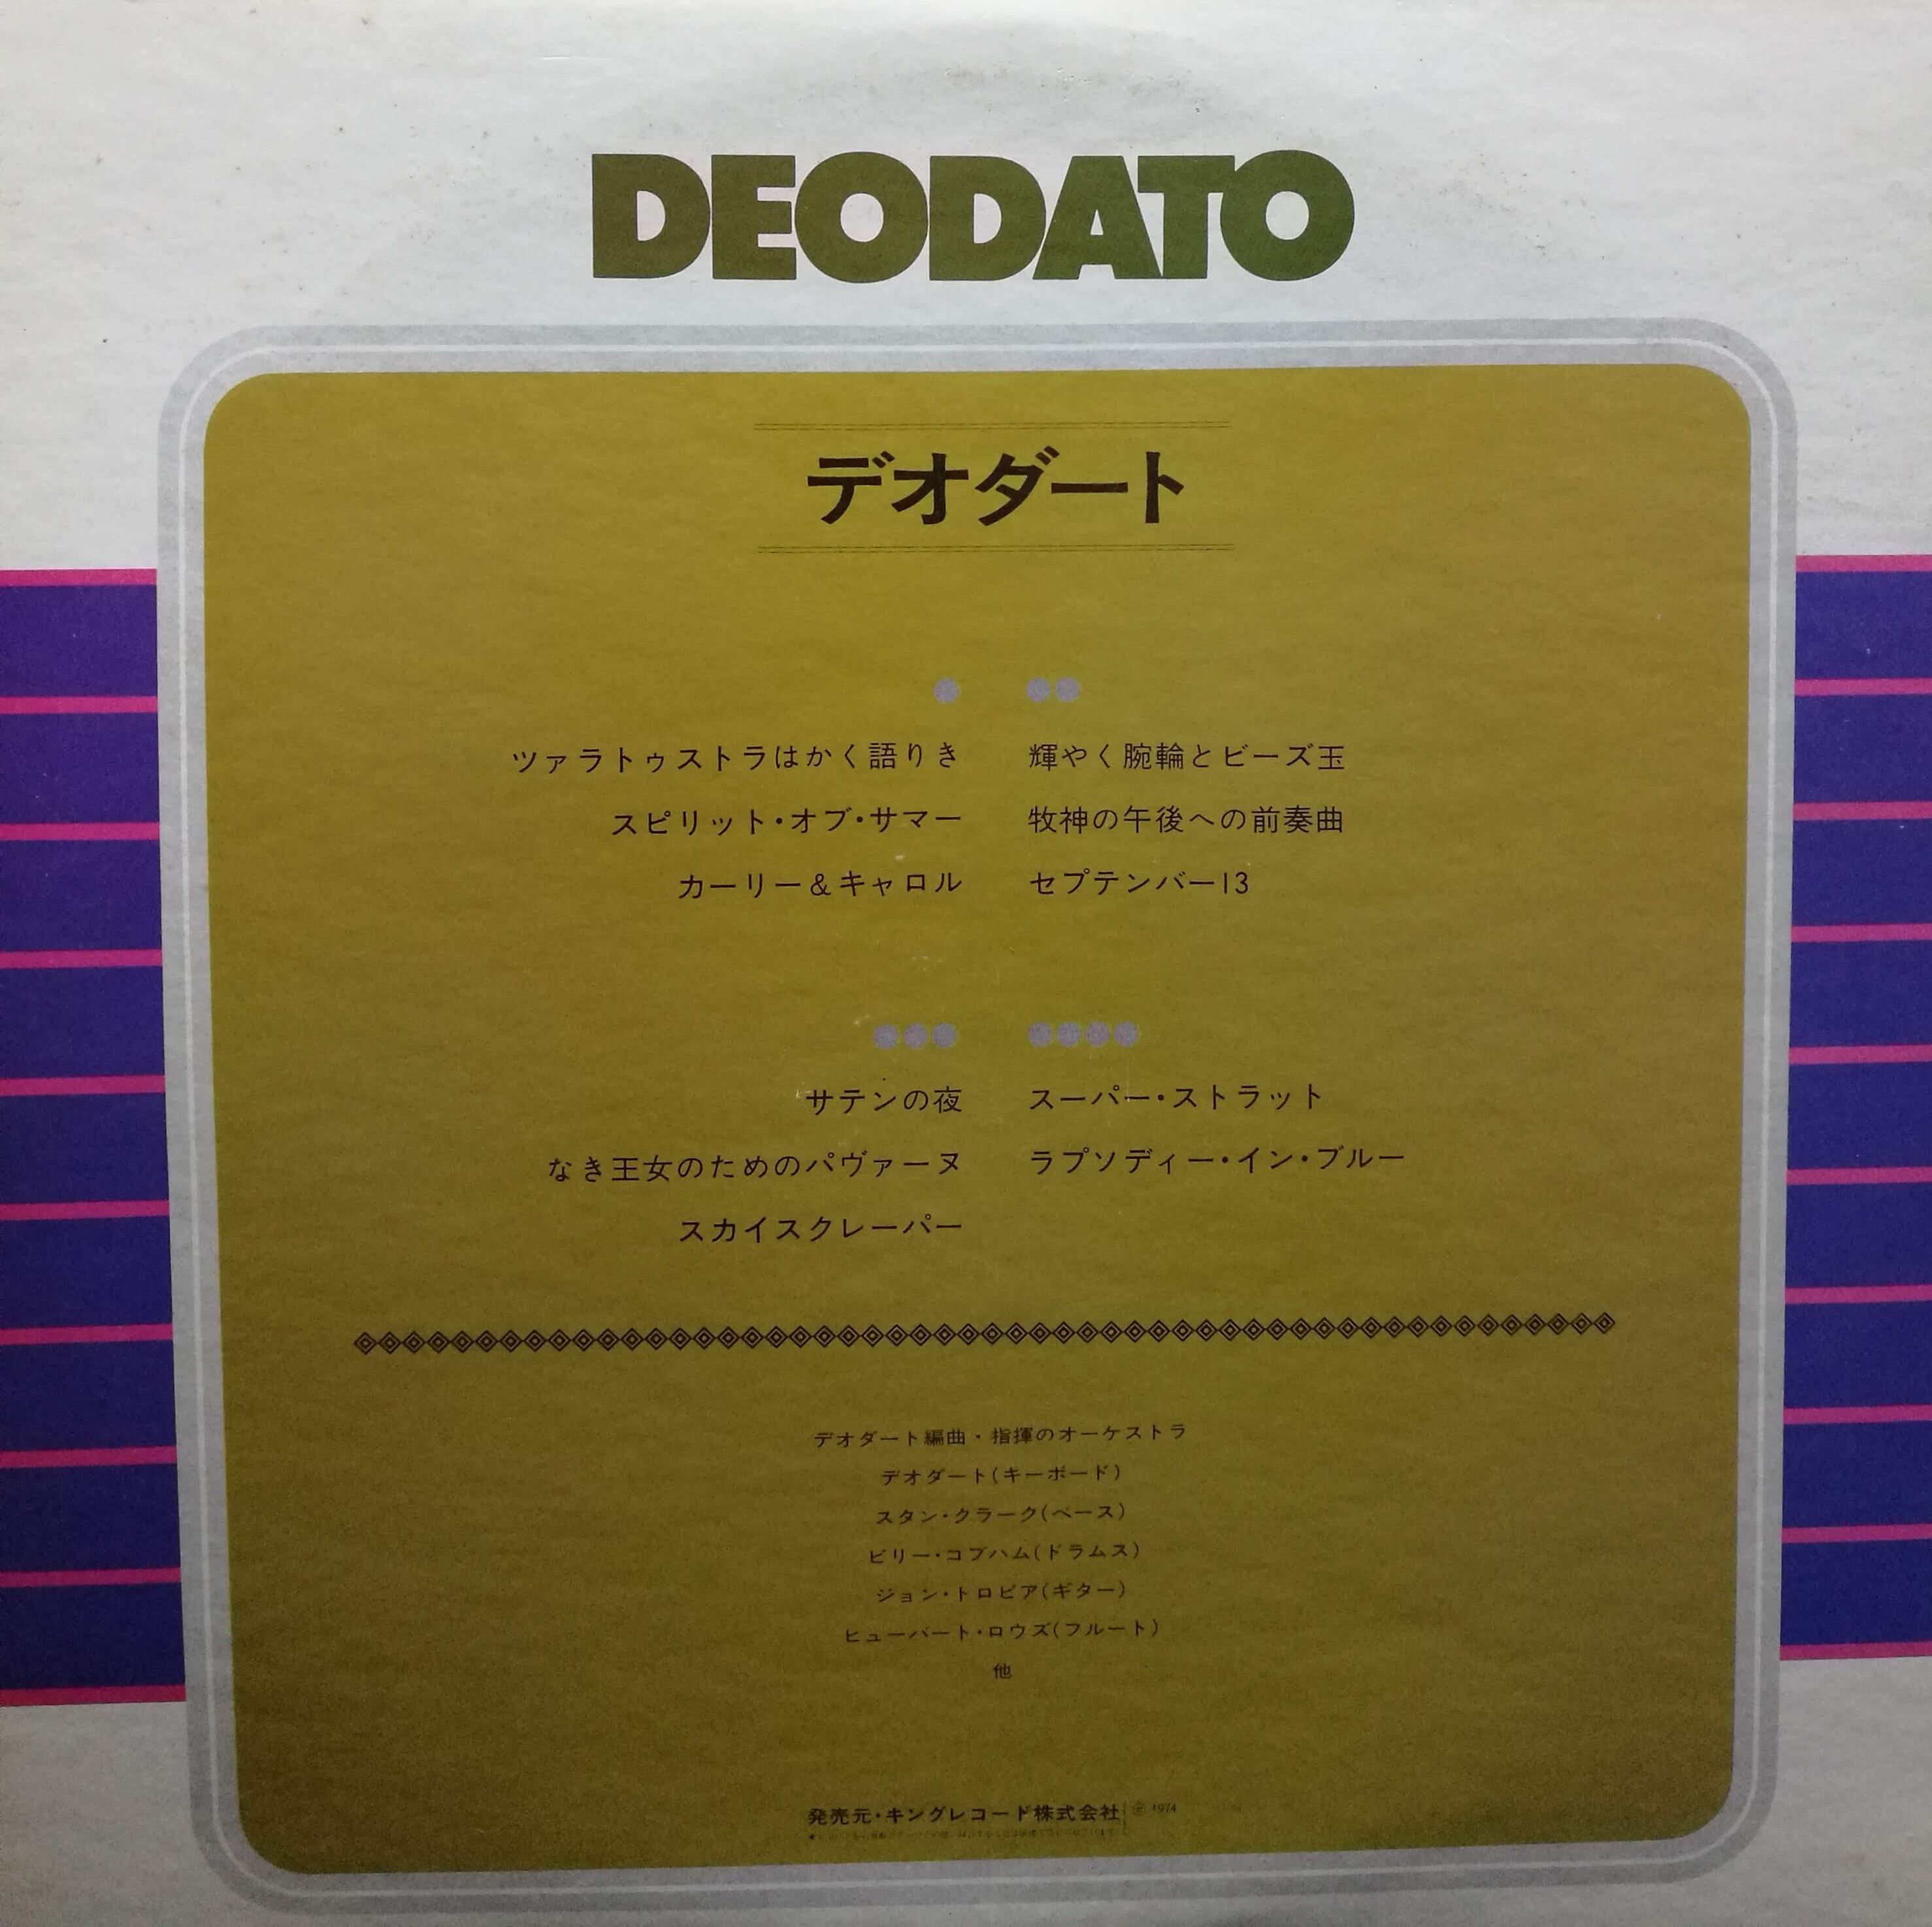 DEODATO
デオダート
ツァラトゥストラはかく語りき
スピリット・オブ・サマー
カーリー&キャロル
輝やく腕輪とビーズ玉
牧神の午後への前奏曲
セプテンバー13
サテンの夜
なき王女のためのパヴァーヌ
スカイスクレーパー
スーパー・ストラット
ラプソディー・イン・ブルー
デオダート編曲・指揮のオーケストラ
デオダート(キーボード)
スタン・クラーク(ベース)
ビリー・コブハム(ドラムス)
ジョン・トロピア(ギター)
ヒューバート・ロウズ(フルート)
他
発売元・キングレコード株式会社 Ⓟ 1974